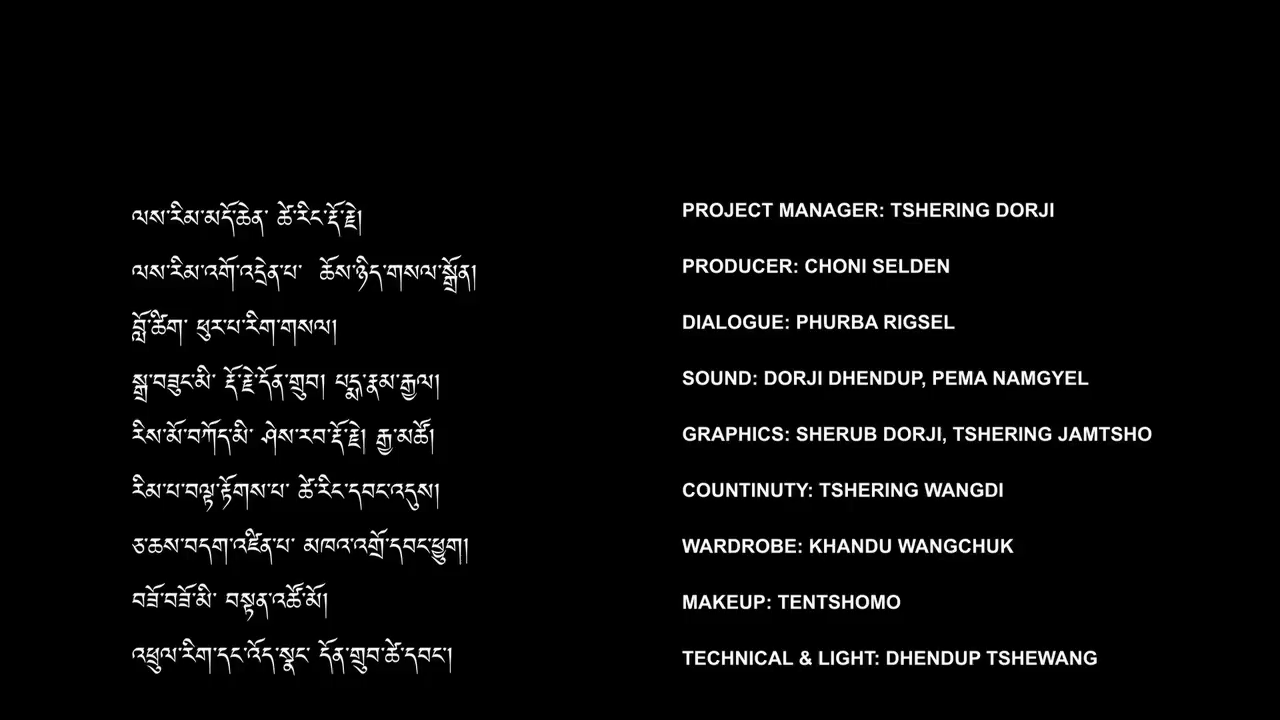 ལས་རིམ་མདོ་ཆེན་ ཚེ་རིང་རྡོ་རྗེ།
PROJECT MANAGER: TSHERING DORJI
ལས་རིམ་འགོ་འདྲེན་པ་ ཆོས་ཉིད་གསལ་སྒྲོན།
PRODUCER: CHONI SELDEN
བློ་ཚིག་ ཕུར་པ་རིག་གསལ།
DIALOGUE: PHURBA RIGSEL
སྒྲ་བཟུང་མི་ རྡོ་རྗེ་དོན་གྲུབ། པདྨ་རྣམ་རྒྱལ།
SOUND: DORJI DHENDUP, PEMA NAMGYEL
རིས་མོ་བཀོད་མི་ ཤེས་རབ་རྡོ་རྗེ། རྒྱ་མཚོ།
GRAPHICS: SHERUB DORJI, TSHERING JAMTSHO
རིམ་པ་བལྟ་རྟོགས་པ་ ཚེ་རིང་དབང་འདུས།
COUNTINUTY: TSHERING WANGDI
ཅ་ཆས་བདག་འཛིན་པ་ མཁའ་འགྲོ་དབང་ཕྱུག།
WARDROBE: KHANDU WANGCHUK
བཟོ་བཟོ་མི་ བསྟན་འཚོ་མོ།
MAKEUP: TENTSHOMO
འཕྲུལ་རིག་དང་འོད་སྣང་ དོན་གྲུབ་ཚེ་དབང་།
TECHNICAL & LIGHT: DHENDUP TSHEWANG